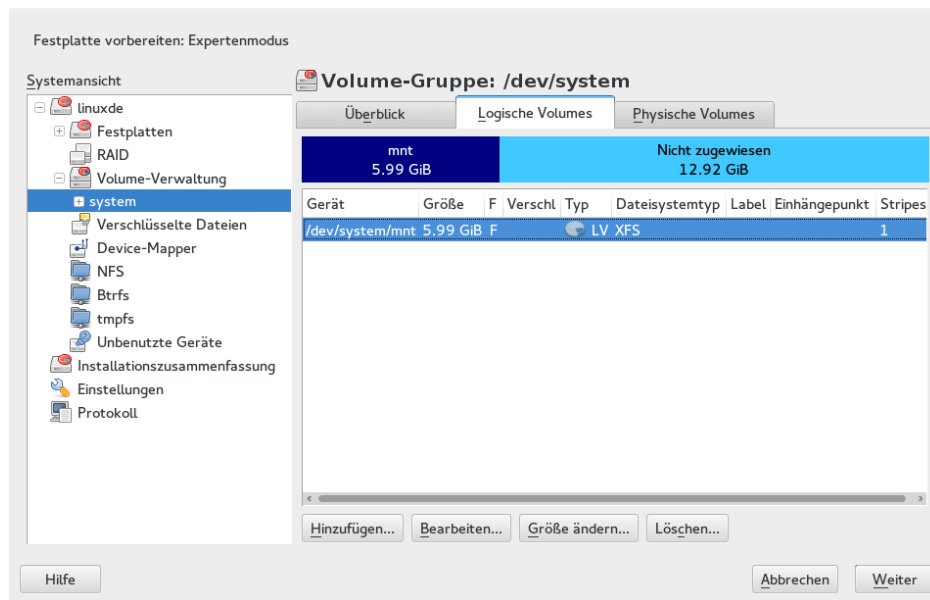 Festplatte vorbereiten: Expertenmodus
Systemansicht
linuxde
Festplatten
RAID
Volume-Verwaltung
system
Verschlüsselte Dateien
Device-Mapper
NFS
Btrfs
tmpfs
Unbenutzte Geräte
Installationszusammenfassung
Einstellungen
Protokoll
Volume-Gruppe: /dev/system
Überblick Logische Volumes Physische Volumes
mnt Nicht zugewiesen
5.99 GiB 12.92 GiB
Gerät Größe F Verschl Typ Dateisystemtyp Label Einhängepunkt Stripes
/dev/system/mnt 5.99 GiB F LV XFS 1
Hinzufügen... Bearbeiten... Größe ändern... Löschen...
Hilfe Abbrechen Weiter